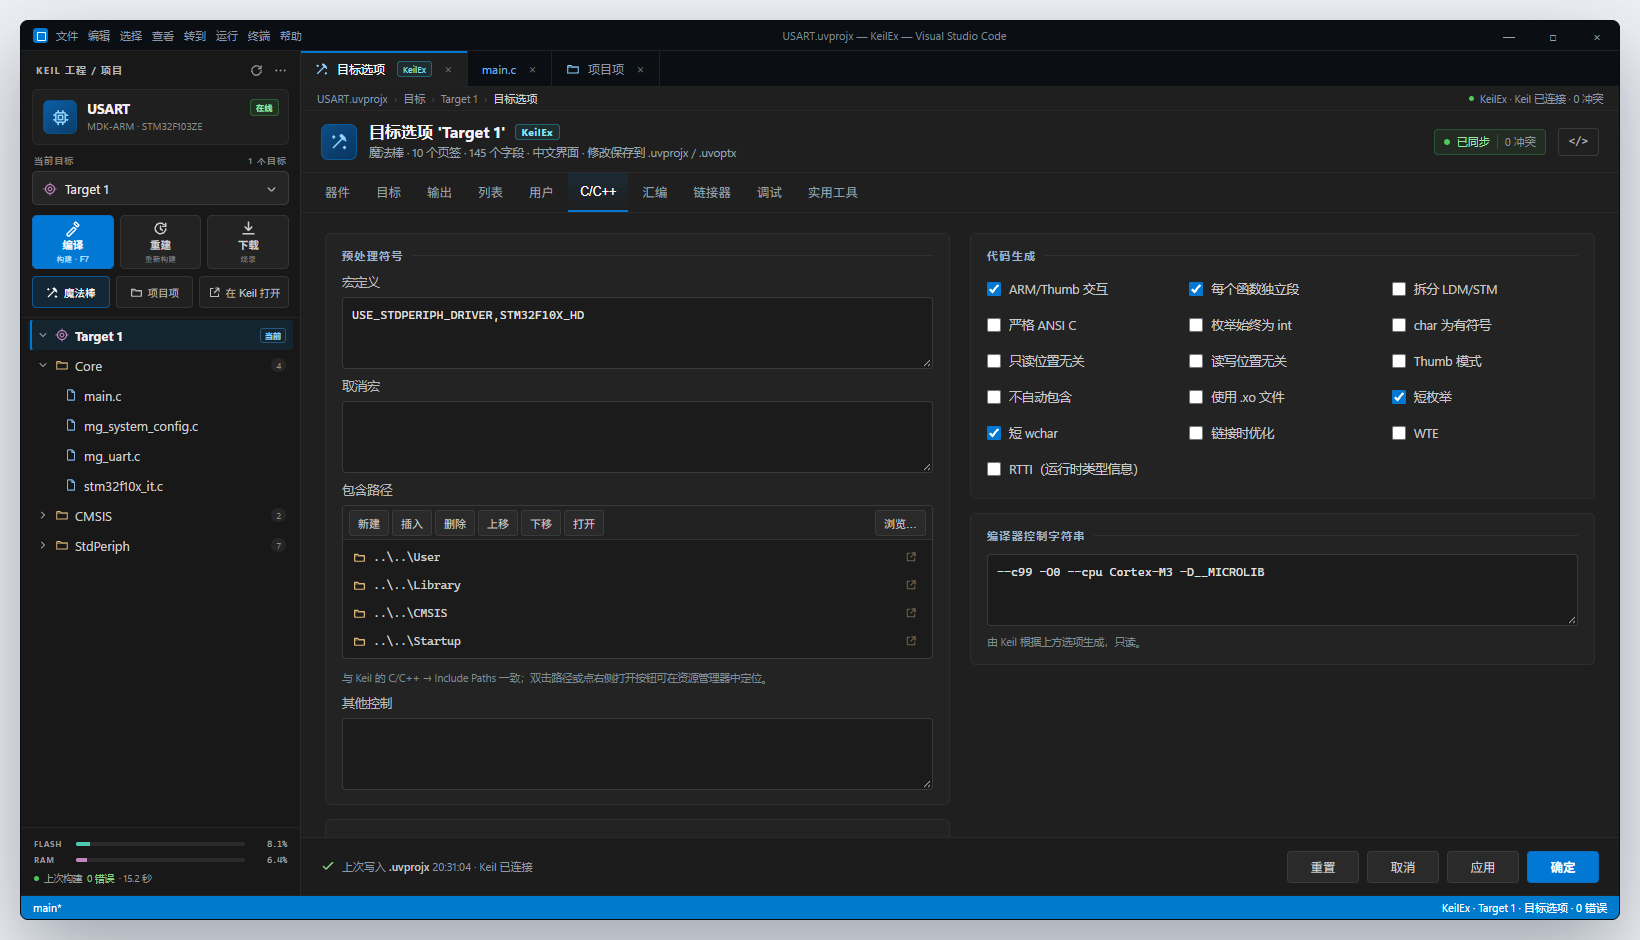 文件 编辑 选择 查看 转到 运行 终端 帮助
USART.uvprojx — KeilEx — Visual Studio Code
KEIL 工程 / 项目
USART
在线
MDK-ARM · STM32F103ZE
当前目标
1 个目标
Target 1
编译
构建 · F7
重建
重新构建
下载
烧录
魔法棒
项目项
在 Keil 打开
Target 1
当前
Core
4
main.c
mg_system_config.c
mg_uart.c
stm32f10x_it.c
CMSIS
2
StdPeriph
7
FLASH
8.1%
RAM
6.4%
上次构建 0 错误 · 15.2 秒
目标选项 KeilEx ×
main.c ×
项目项 ×
USART.uvprojx › 目标 › Target 1 › 目标选项
KeilEx · Keil 已连接 · 0 冲突
目标选项 'Target 1' KeilEx
魔法棒 · 10 个页签 · 145 个字段 · 中文界面 · 修改保存到 .uvprojx / .uvoptx
已同步 0 冲突
</>
器件 目标 输出 列表 用户 C/C++ 汇编 链接器 调试 实用工具
预处理符号
宏定义
USE_STDPERIPH_DRIVER,STM32F10X_HD
取消宏
包含路径
新建 插入 删除 上移 下移 打开 浏览...
..\..\User
..\..\Library
..\..\CMSIS
..\..\Startup
与 Keil 的 C/C++ → Include Paths 一致；双击路径或点右侧打开按钮可在资源管理器中定位。
其他控制
代码生成
ARM/Thumb 交互 每个函数独立段 拆分 LDM/STM
严格 ANSI C 枚举始终为 int char 为有符号
只读位置无关 读写位置无关 Thumb 模式
不自动包含 使用 .xo 文件 短枚举
短 wchar 链接时优化 WTE
RTTI（运行时类型信息）
编译器控制字符串
--c99 -O0 --cpu Cortex-M3 -D__MICROLIB
由 Keil 根据上方选项生成，只读。
上次写入 .uvprojx 20:31:04 · Keil 已连接
重置 取消 应用 确定
main*
KeilEx · Target 1 · 目标选项 · 0 错误